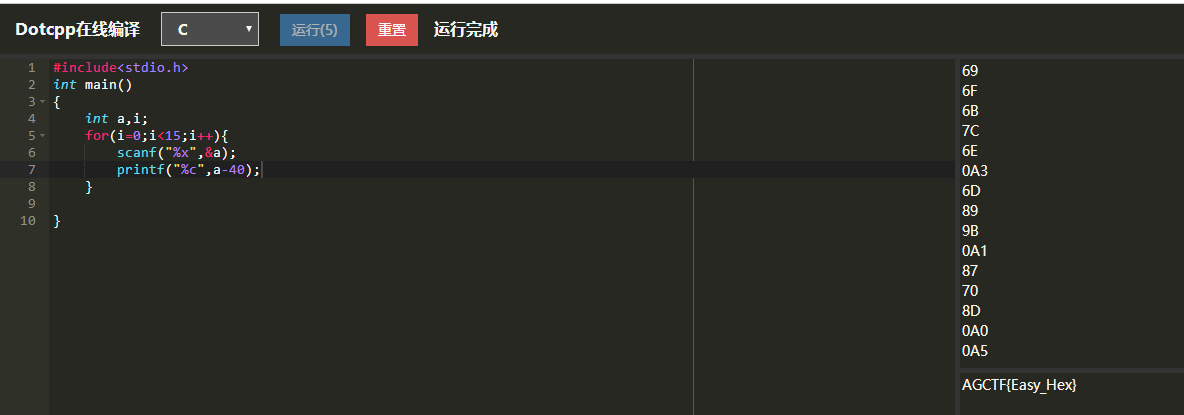 Dotcpp在线编译 C 运行(5) 重置 运行完成
1 #include<stdio.h>
2 int main()
3 {
4 int a,i;
5 for(i=0;i<15;i++){
6 scanf("%x",&a);
7 printf("%c",a-40);
8 }
9
10 }
69
6F
6B
7C
6E
0A3
6D
89
9B
0A1
87
70
8D
0A0
0A5
AGCTF{Easy_Hex}